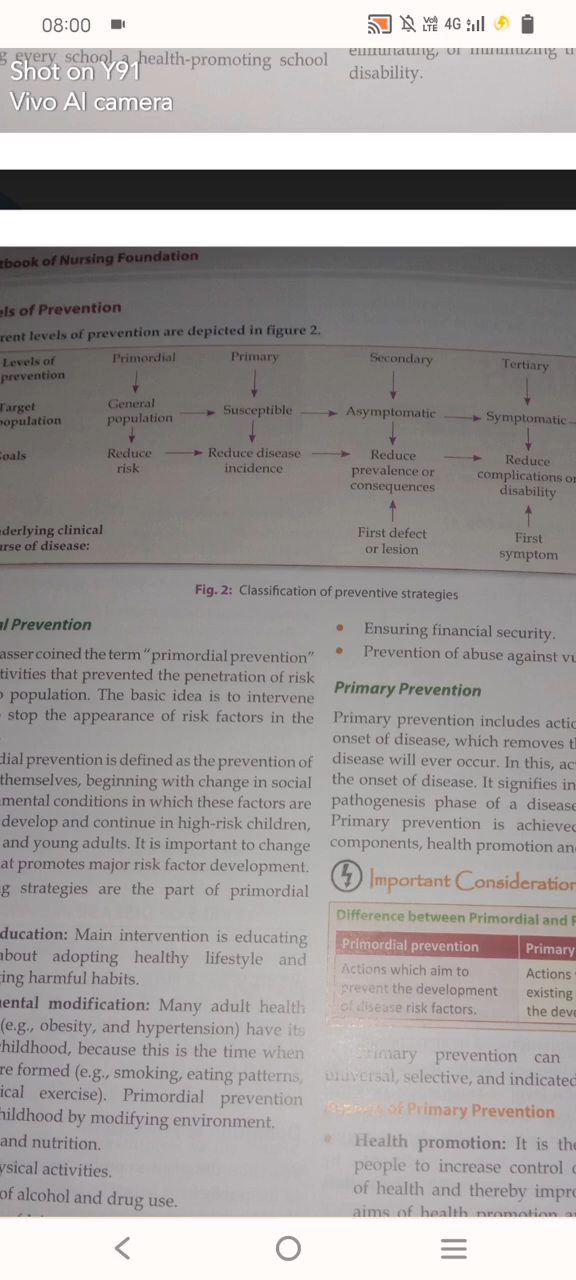 08:00
Vo) LTE 4G
every school a health-promoting school
disability.
Shot on Y91
Vivo AI camera
tbook of Nursing Foundation
els of Prevention
rent levels of prevention are depicted in figure 2.
Levels of prevention Primordial Primary Secondary Tertiary
Target population General population Susceptible Asymptomatic Symptomatic
oals Reduce risk Reduce disease incidence Reduce prevalence or consequences Reduce complications or disability
derlying clinical
urse of disease: First defect or lesion First symptom
Fig. 2: Classification of preventive strategies
al Prevention
asser coined the term "primordial prevention"
tivities that prevented the penetration of risk
population. The basic idea is to intervene
stop the appearance of risk factors in the
dial prevention is defined as the prevention of
themselves, beginning with change in social
mental conditions in which these factors are
develop and continue in high-risk children,
and young adults. It is important to change
at promotes major risk factor development.
g strategies are the part of primordial
ducation: Main intervention is educating
about adopting healthy lifestyle and
ing harmful habits.
ental modification: Many adult health
(e.g., obesity, and hypertension) have its
childhood, because this is the time when
re formed (e.g., smoking, eating patterns,
ical exercise). Primordial prevention
hildhood by modifying environment.
and nutrition.
ysical activities.
of alcohol and drug use.
• Ensuring financial security.
• Prevention of abuse against vu
Primary Prevention
Primary prevention includes actic
onset of disease, which removes t
disease will ever occur. In this, ac
the onset of disease. It signifies in
pathogenesis phase of a disease
Primary prevention is achieved
components, health promotion an
Important Consideration
Difference between Primordial and P
Primordial prevention Primary
Actions which aim to prevent the development of disease risk factors. Actions existing the deve
Primary prevention can
universal, selective, and indicated
of Primary Prevention
• Health promotion: It is the
people to increase control o
of health and thereby impro
aims of health promotion a